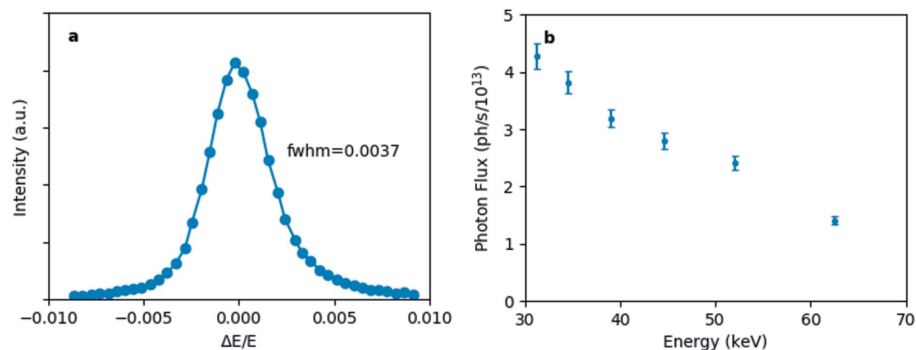 a
Intensity (a.u.)
fwhm=0.0037
−0.010 −0.005 0.000 0.005 0.010
ΔE/E
b
Photon Flux (ph/s/10¹³)
5
4
3
2
1
0
30 40 50 60 70
Energy (keV)